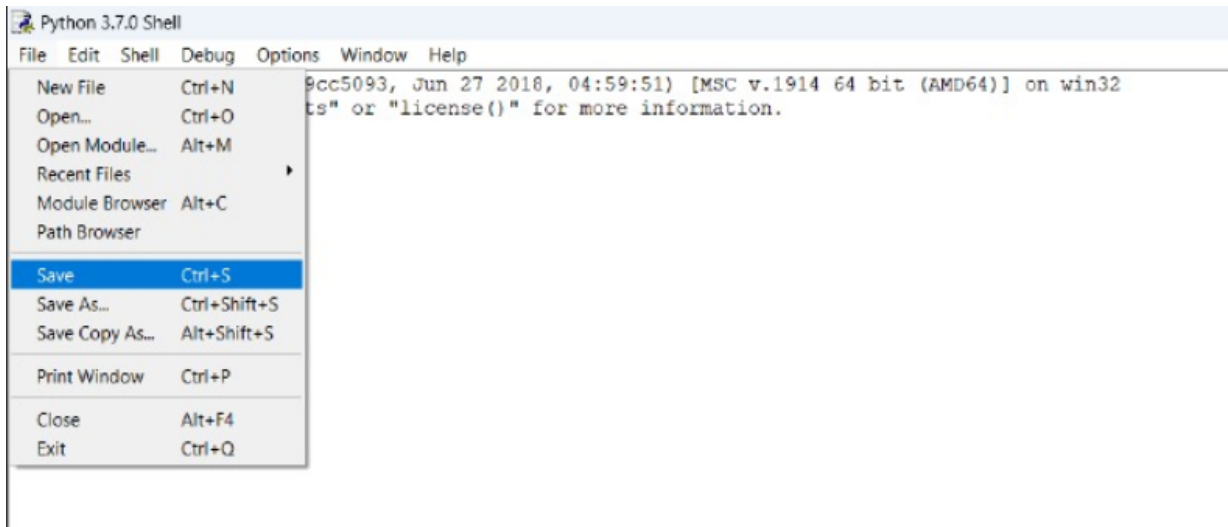 Python 3.7.0 Shell
File Edit Shell Debug Options Window Help
New File Ctrl+N
9cc5093, Jun 27 2018, 04:59:51) [MSC v.1914 64 bit (AMD64)] on win32
Open... Ctrl+O
ts" or "license()" for more information.
Open Module... Alt+M
Recent Files
Module Browser Alt+C
Path Browser
Save Ctrl+S
Save As... Ctrl+Shift+S
Save Copy As... Alt+Shift+S
Print Window Ctrl+P
Close Alt+F4
Exit Ctrl+Q